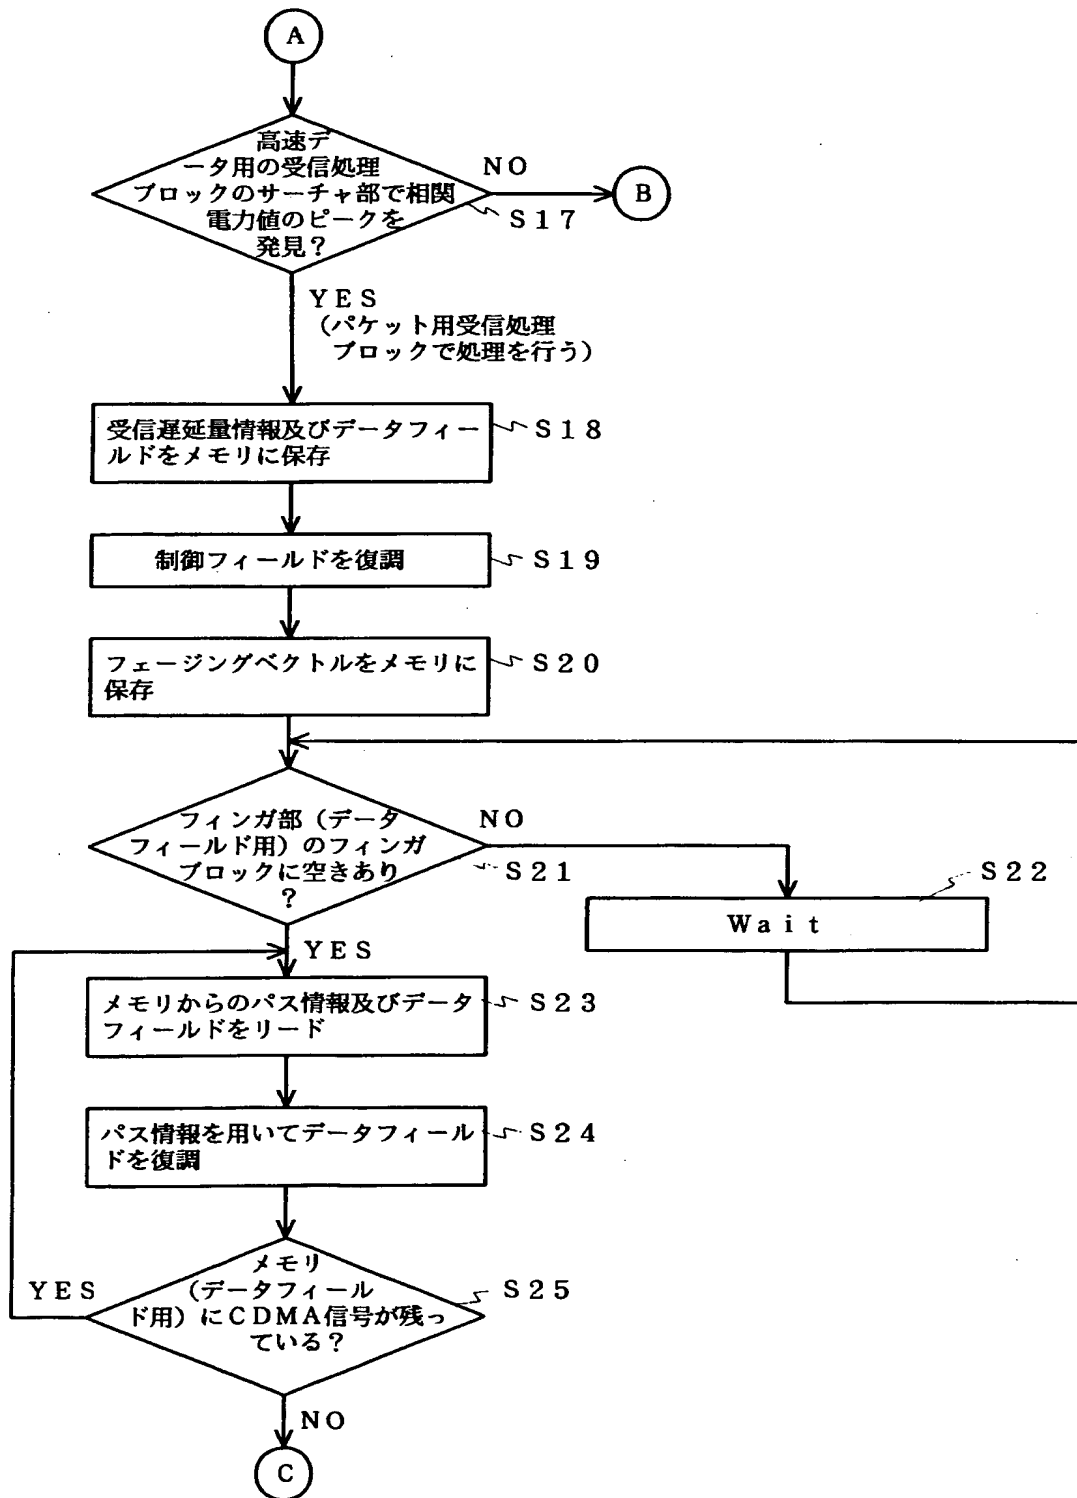 A
高速デ
ータ用の受信処理
ブロックのサーチャ部で相関
電力値のピークを
発見？
NO
B
S17
YES
（パケット用受信処理
ブロックで処理を行う）
受信遅延量情報及びデータフィー
ルドをメモリに保存
S18
制御フィールドを復調
S19
フェージングベクトルをメモリに
保存
S20
フィンガ部（データ
フィールド用）のフィンガ
ブロックに空きあり
？
NO
S21
S22
Wait
YES
メモリからのパス情報及びデータ
フィールドをリード
S23
パス情報を用いてデータフィール
ドを復調
S24
メモリ
（データフィール
ド用）にCDMA信号が残っ
ている？
YES
S25
NO
C